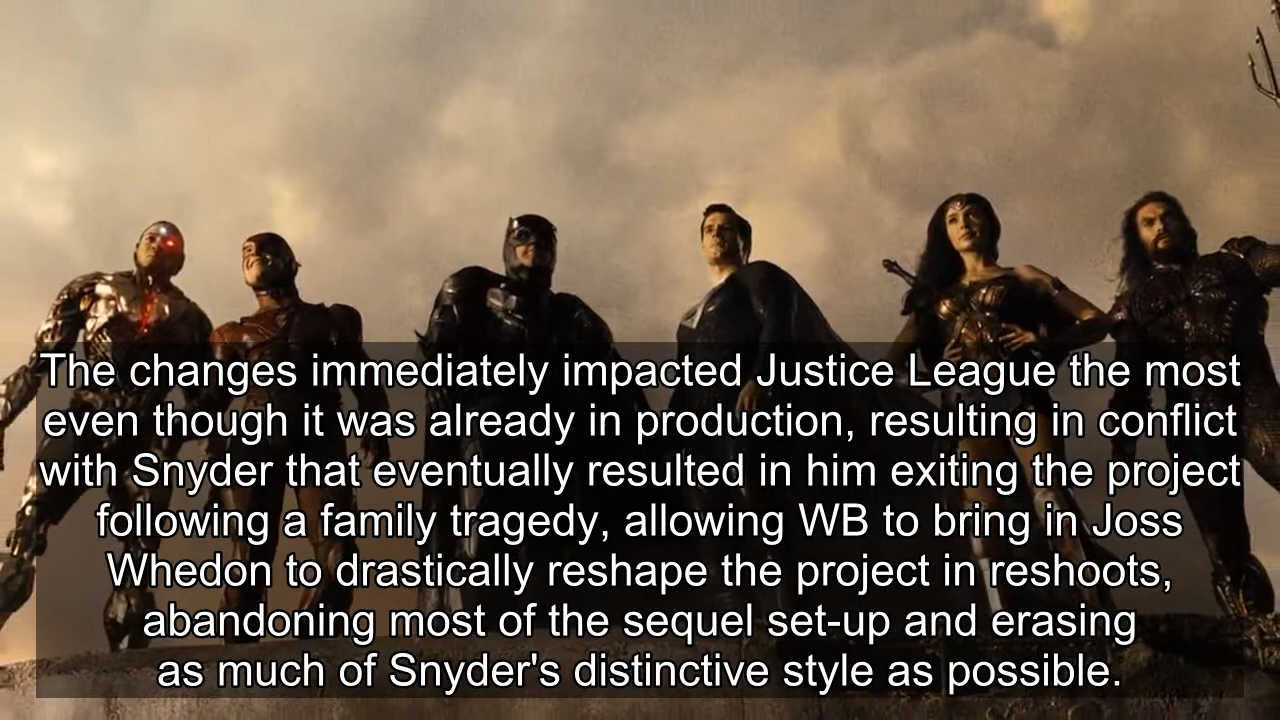 The changes immediately impacted Justice League the most
even though it was already in production, resulting in conflict
with Snyder that eventually resulted in him exiting the project
following a family tragedy, allowing WB to bring in Joss
Whedon to drastically reshape the project in reshoots,
abandoning most of the sequel set-up and erasing
as much of Snyder's distinctive style as possible.